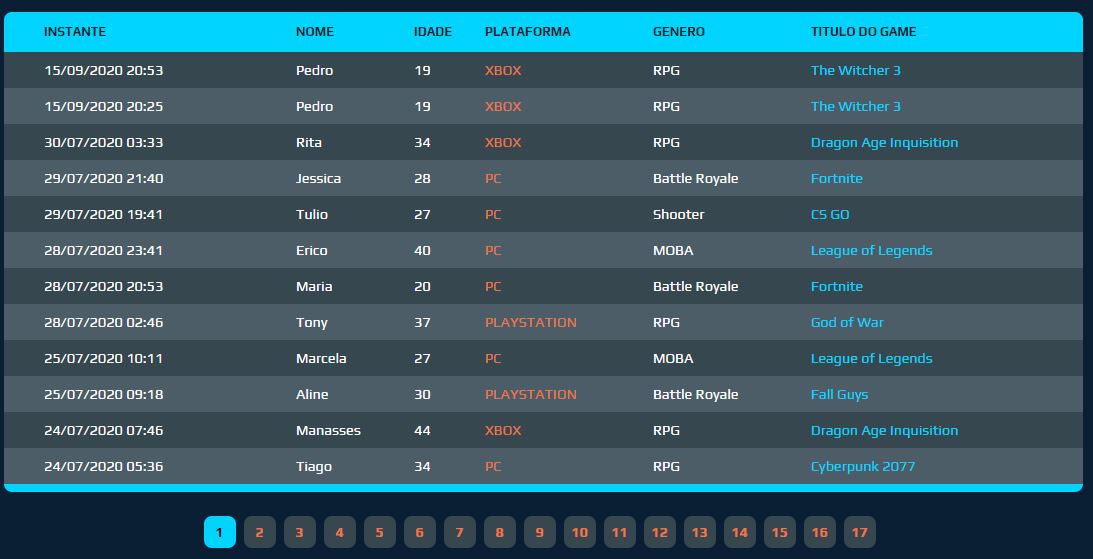 INSTANTE NOME IDADE PLATAFORMA GENERO TITULO DO GAME
15/09/2020 20:53 Pedro 19 XBOX RPG The Witcher 3
15/09/2020 20:25 Pedro 19 XBOX RPG The Witcher 3
30/07/2020 03:33 Rita 34 XBOX RPG Dragon Age Inquisition
29/07/2020 21:40 Jessica 28 PC Battle Royale Fortnite
29/07/2020 19:41 Tulio 27 PC Shooter CS GO
28/07/2020 23:41 Erico 40 PC MOBA League of Legends
28/07/2020 20:53 Maria 20 PC Battle Royale Fortnite
28/07/2020 02:46 Tony 37 PLAYSTATION RPG God of War
25/07/2020 10:11 Marcela 27 PC MOBA League of Legends
25/07/2020 09:18 Aline 30 PLAYSTATION Battle Royale Fall Guys
24/07/2020 07:46 Manasses 44 XBOX RPG Dragon Age Inquisition
24/07/2020 05:36 Tiago 34 PC RPG Cyberpunk 2077
1 2 3 4 5 6 7 8 9 10 11 12 13 14 15 16 17